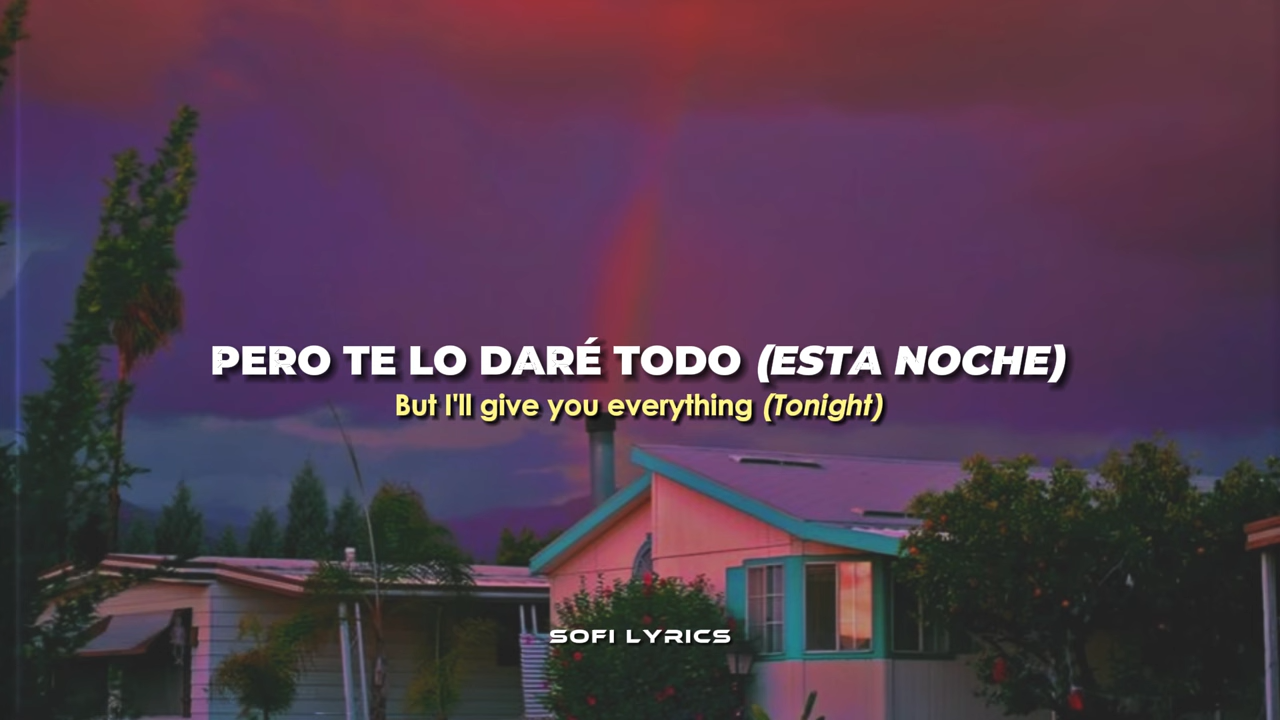 PERO TE LO DARÉ TODO (ESTA NOCHE)
But I'll give you everything (Tonight)
SOFI LYRICS